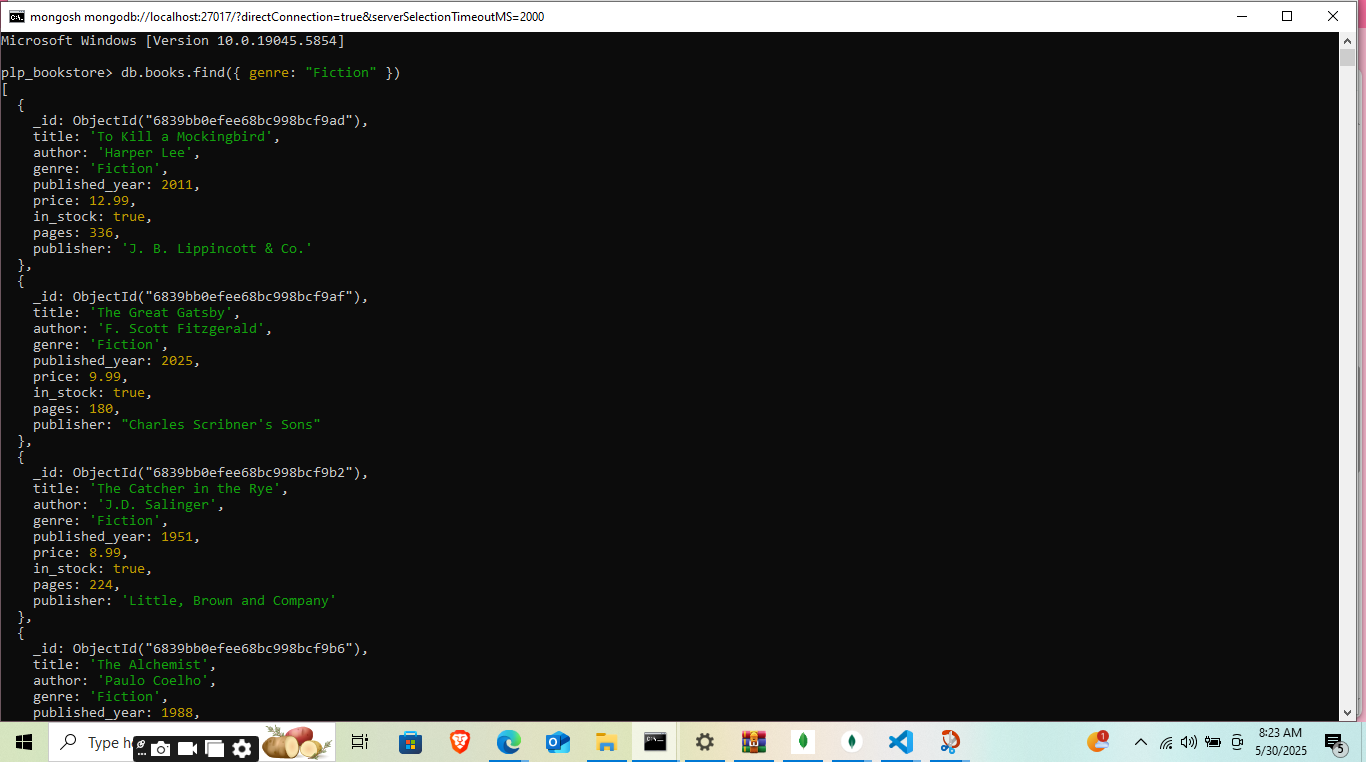 mongosh mongodb://localhost:27017/?directConnection=true&serverSelectionTimeoutMS=2000
Microsoft Windows [Version 10.0.19045.5854]
plp_bookstore> db.books.find({ genre: "Fiction" })
[
  {
    _id: ObjectId("6839bb0efee68bc998bcf9ad"),
    title: 'To Kill a Mockingbird',
    author: 'Harper Lee',
    genre: 'Fiction',
    published_year: 2011,
    price: 12.99,
    in_stock: true,
    pages: 336,
    publisher: 'J. B. Lippincott & Co.'
  },
  {
    _id: ObjectId("6839bb0efee68bc998bcf9af"),
    title: 'The Great Gatsby',
    author: 'F. Scott Fitzgerald',
    genre: 'Fiction',
    published_year: 2025,
    price: 9.99,
    in_stock: true,
    pages: 180,
    publisher: "Charles Scribner's Sons"
  },
  {
    _id: ObjectId("6839bb0efee68bc998bcf9b2"),
    title: 'The Catcher in the Rye',
    author: 'J.D. Salinger',
    genre: 'Fiction',
    published_year: 1951,
    price: 8.99,
    in_stock: true,
    pages: 224,
    publisher: 'Little, Brown and Company'
  },
  {
    _id: ObjectId("6839bb0efee68bc998bcf9b6"),
    title: 'The Alchemist',
    author: 'Paulo Coelho',
    genre: 'Fiction',
    published_year: 1988,
Type h
1
8:23 AM
5/30/2025
5